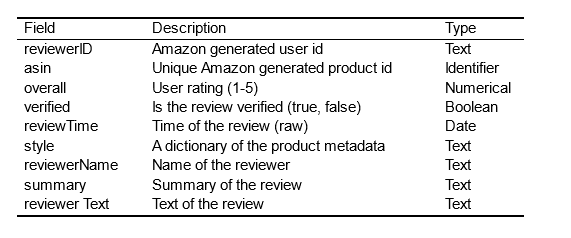 Field Description Type
reviewerID Amazon generated user id Text
asin Unique Amazon generated product id Identifier
overall User rating (1-5) Numerical
verified Is the review verified (true, false) Boolean
reviewTime Time of the review (raw) Date
style A dictionary of the product metadata Text
reviewerName Name of the reviewer Text
summary Summary of the review Text
reviewer Text Text of the review Text